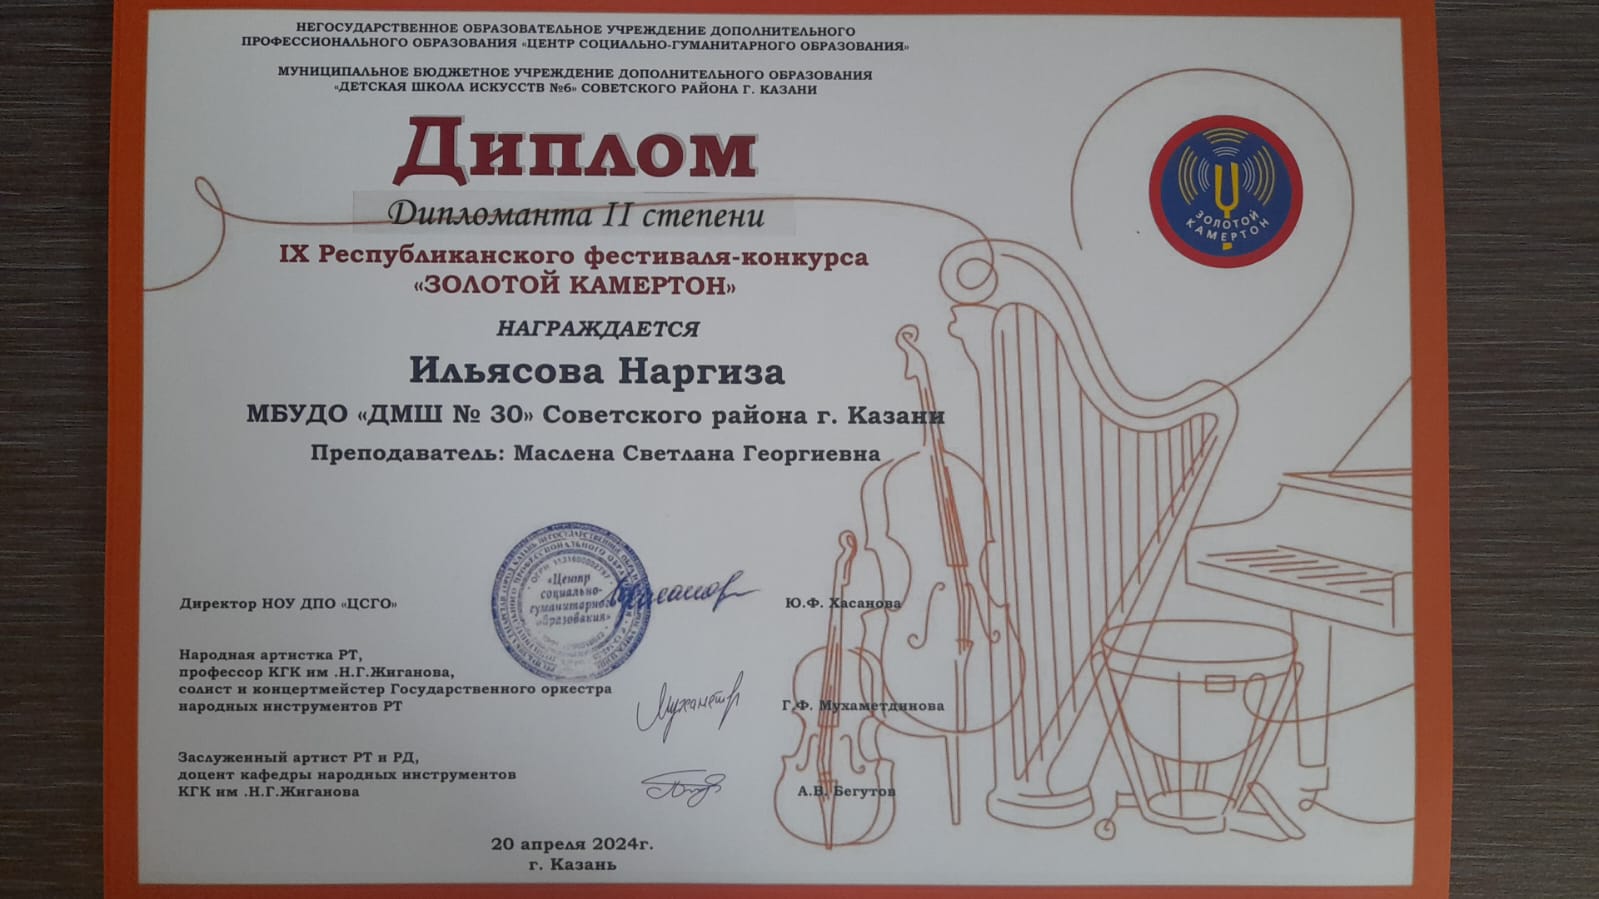 НЕГОСУДАРСТВЕННОЕ ОБРАЗОВАТЕЛЬНОЕ УЧРЕЖДЕНИЕ ДОПОЛНИТЕЛЬНОГО
ПРОФЕССИОНАЛЬНОГО ОБРАЗОВАНИЯ «ЦЕНТР СОЦИАЛЬНО-ГУМАНИТАРНОГО ОБРАЗОВАНИЯ»
МУНИЦИПАЛЬНОЕ БЮДЖЕТНОЕ УЧРЕЖДЕНИЕ ДОПОЛНИТЕЛЬНОГО ОБРАЗОВАНИЯ
«ДЕТСКАЯ ШКОЛА ИСКУССТВ №6» СОВЕТСКОГО РАЙОНА Г. КАЗАНИ
Диплом
Дипломанта II степени
IX Республиканского фестиваля-конкурса
«ЗОЛОТОЙ КАМЕРТОН»
ЗОЛОТОЙ
КАМЕРТОН
НАГРАЖДАЕТСЯ
Ильясова Наргиза
МБУДО «ДМШ № 30» Советского района г. Казани
Преподаватель: Маслена Светлана Георгиевна
«Центр
социально-
гуманитарного
образования»
Директор НОУ ДПО «ЦСГО»
Ю.Ф. Хасанова
Народная артистка РТ,
профессор КГК им .Н.Г.Жиганова,
солист и концертмейстер Государственного оркестра
народных инструментов РТ
Г.Ф. Мухаметдинова
Заслуженный артист РТ и РД,
доцент кафедры народных инструментов
КГК им .Н.Г.Жиганова
А.В. Бегутов
20 апреля 2024г.
г. Казань